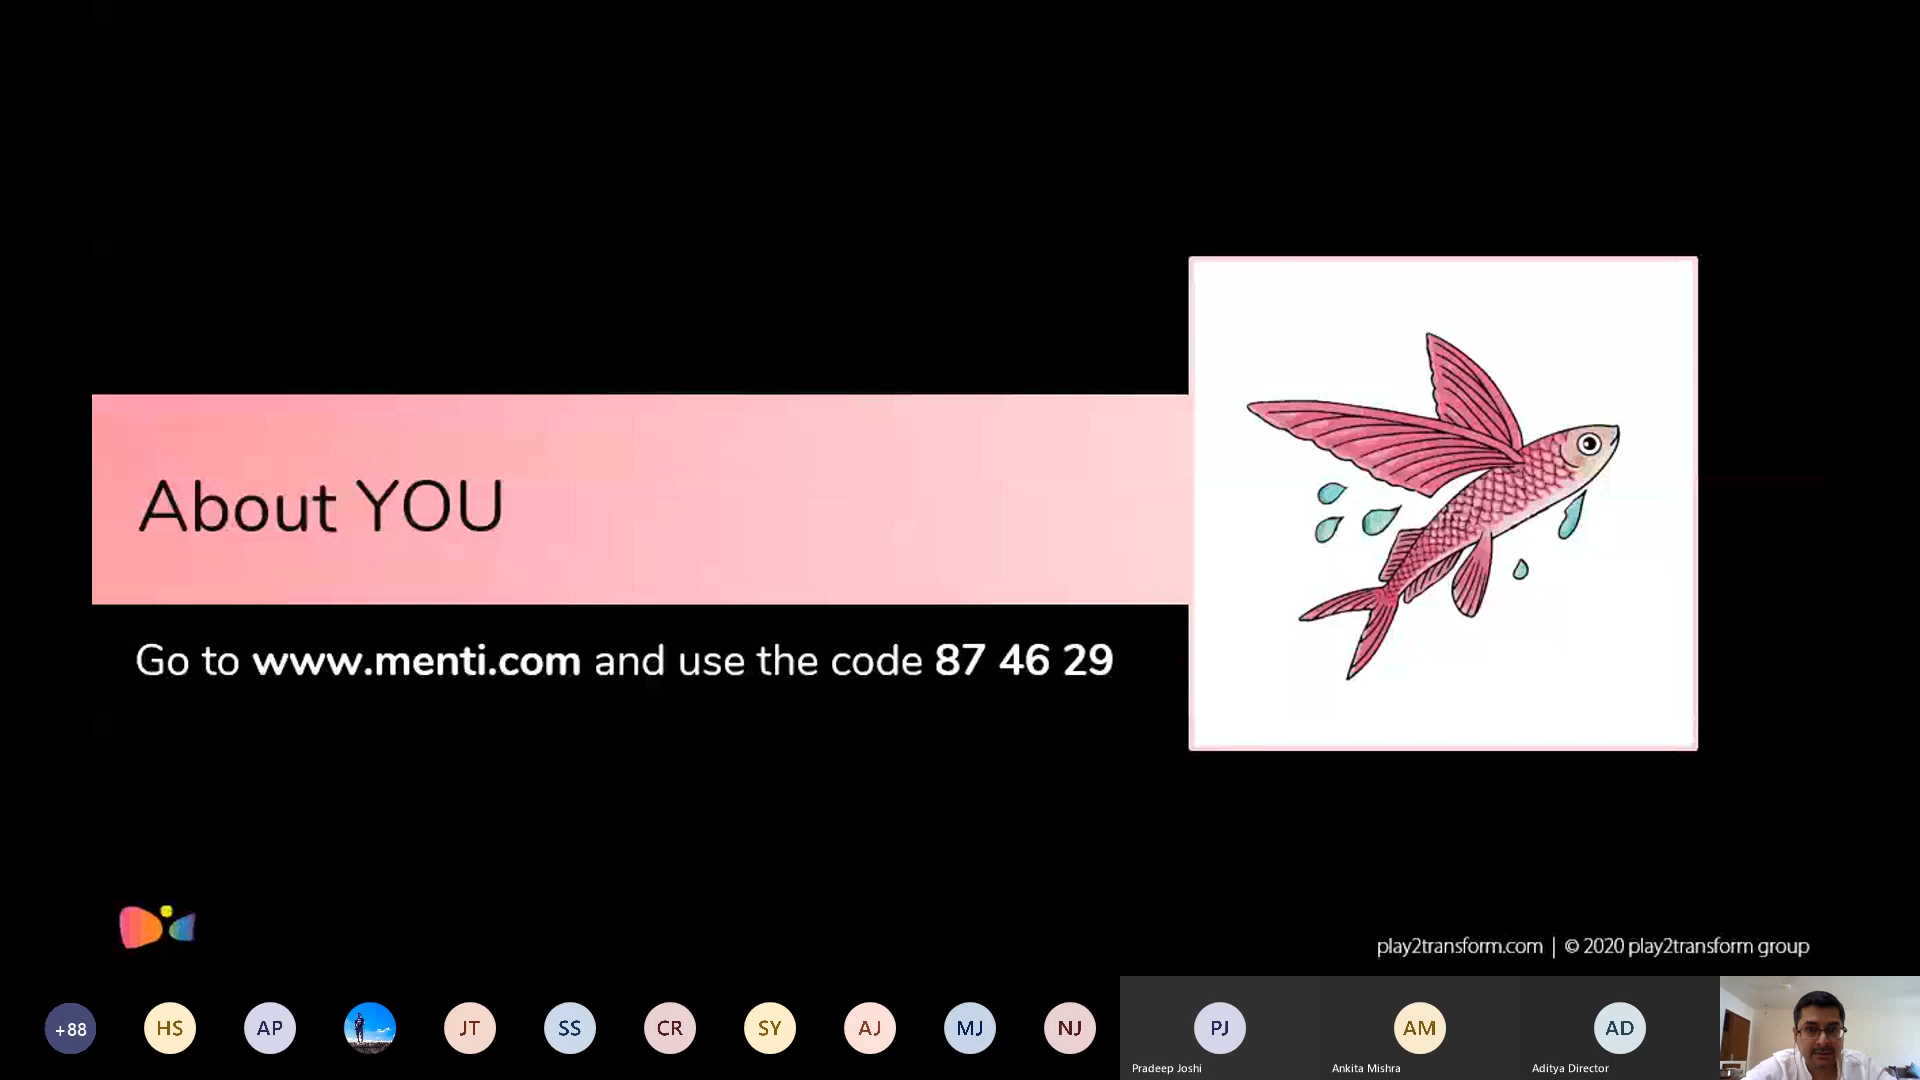 About YOU
Go to www.menti.com and use the code 87 46 29
play2transform.com | © 2020 play2transform group
+88
HS
AP
JT
SS
CR
SY
AJ
MJ
NJ
PJ
AM
AD
Pradeep Joshi
Ankita Mishra
Aditya Director